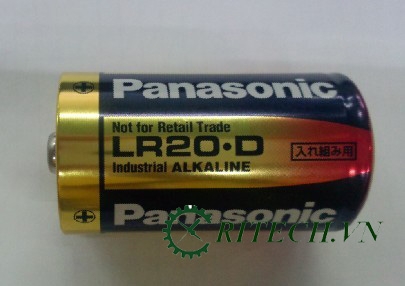 Panasonic
Not for Retail Trade
LR20•D
Industrial ALKALINE
入れ組み用
Panasonic
RITECH.VN